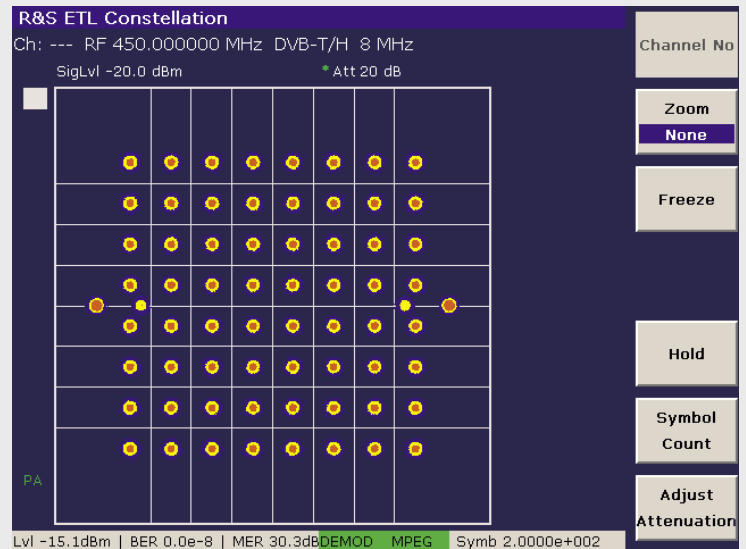 R&S ETL Constellation
Ch: --- RF 450.000000 MHz DVB-T/H 8 MHz
SigLvl -20.0 dBm
Att 20 dB
Channel No
Zoom
None
Freeze
Hold
Symbol
Count
PA
Adjust
Attenuation
Lvl -15.1dBm | BER 0.0e-8 | MER 30.3dB DEMOD MPEG Symb 2.0000e+002